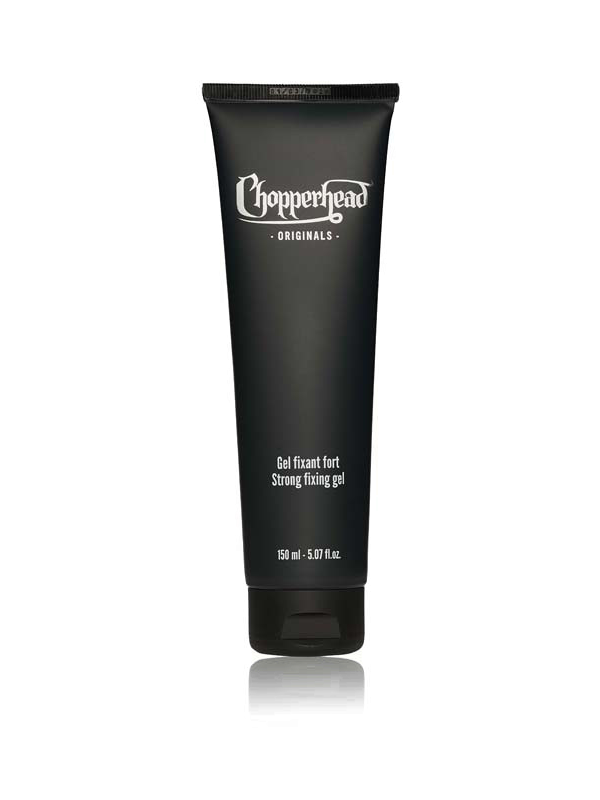 Chopperhead
- ORIGINALS -
Gel fixant fort
Strong fixing gel
150 ml - 5.07 fl.oz.